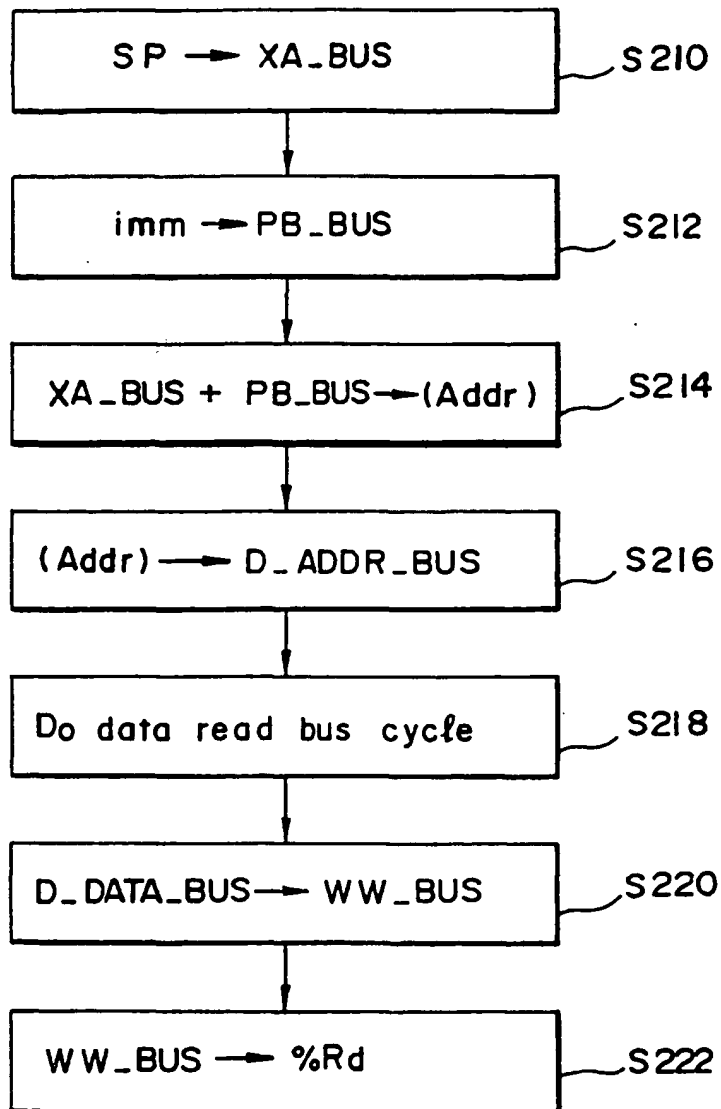 SP → XA_BUS S210
imm → PB_BUS S212
XA_BUS + PB_BUS → (Addr) S214
(Addr) → D_ADDR_BUS S216
Do data read bus cycle S218
D_DATA_BUS → WW_BUS S220
WW_BUS → %Rd S222